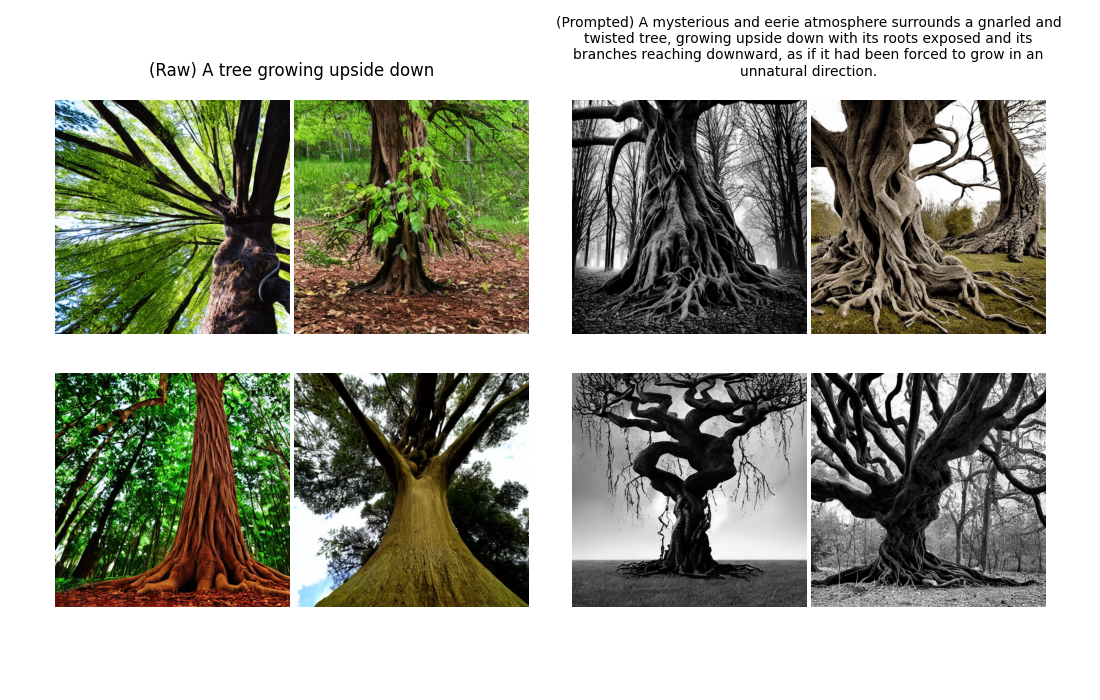 (Raw) A tree growing upside down
(Prompted) A mysterious and eerie atmosphere surrounds a gnarled and
twisted tree, growing upside down with its roots exposed and its
branches reaching downward, as if it had been forced to grow in an
unnatural direction.